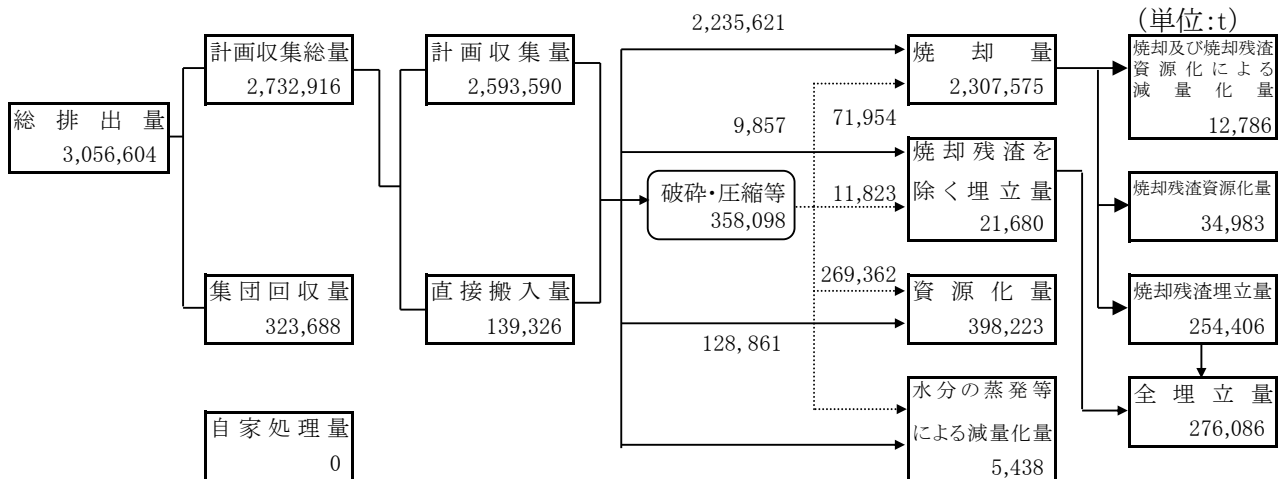 (単位:t)
総排出量
3,056,604
計画収集総量
2,732,916
集団回収量
323,688
自家処理量
0
計画収集量
2,593,590
直接搬入量
139,326
2,235,621
9,857
破砕・圧縮等
358,098
71,954
11,823
269,362
128,861
焼却量
2,307,575
焼却残渣を
除く埋立量
21,680
資源化量
398,223
水分の蒸発等
による減量化量
5,438
焼却及び焼却残渣
資源化による
減量化量
12,786
焼却残渣資源化量
34,983
焼却残渣埋立量
254,406
全埋立量
276,086